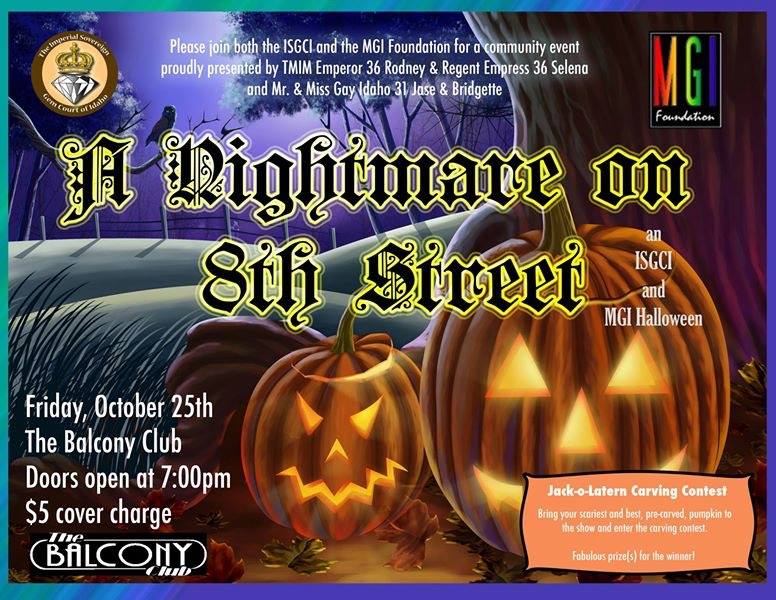 The Imperial Sovereign
Gem Court of Idaho
Please join both the ISGCI and the MGI Foundation for a community event
proudly presented by TMIM Emperor 36 Rodney & Regent Empress 36 Selena
and Mr. & Miss Gay Idaho 31 Jase & Bridgette
MGI
Foundation
A Nightmare on
8th Street
an
ISGCI
and
MGI Halloween
Friday, October 25th
The Balcony Club
Doors open at 7:00pm
$5 cover charge
The
BALCONY
Club
Jack-o-Latern Carving Contest
Bring your scariest and best, pre-carved, pumpkin to
the show and enter the carving contest.
Fabulous prize(s) for the winner!